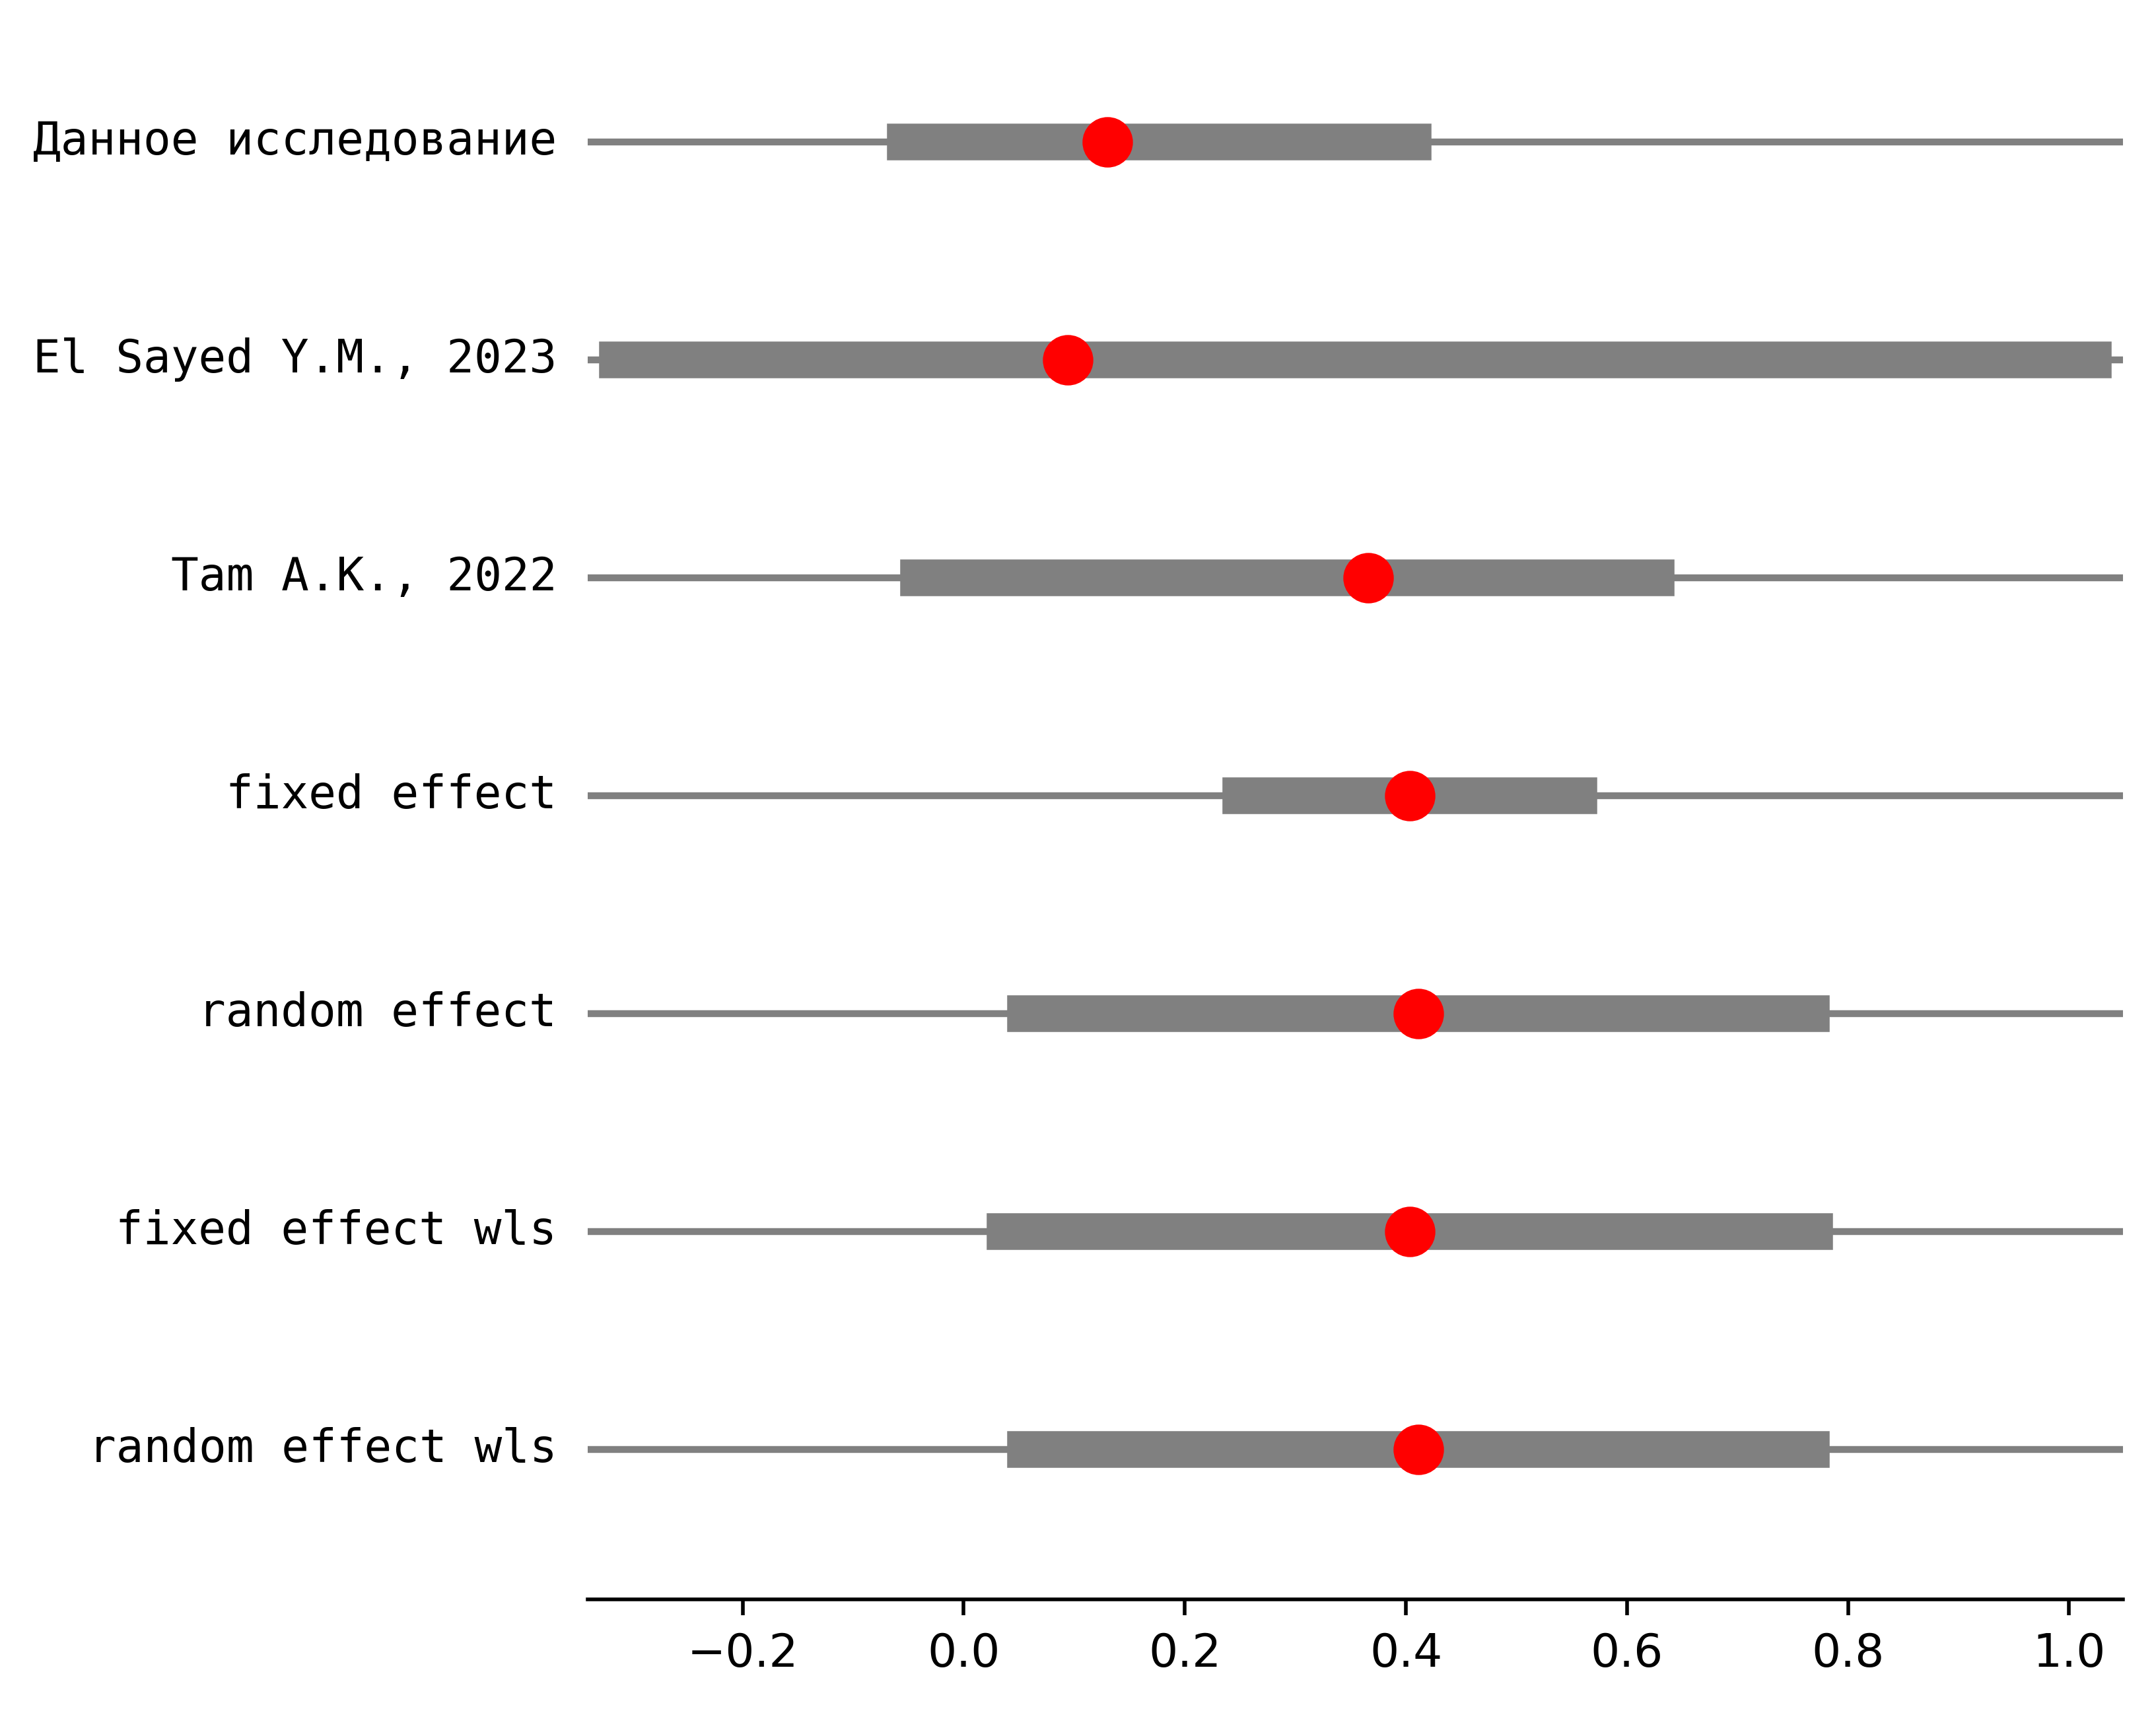 Данное исследование
El Sayed Y.M., 2023
Tam A.K., 2022
fixed effect
random effect
fixed effect wls
random effect wls
−0.2 0.0 0.2 0.4 0.6 0.8 1.0